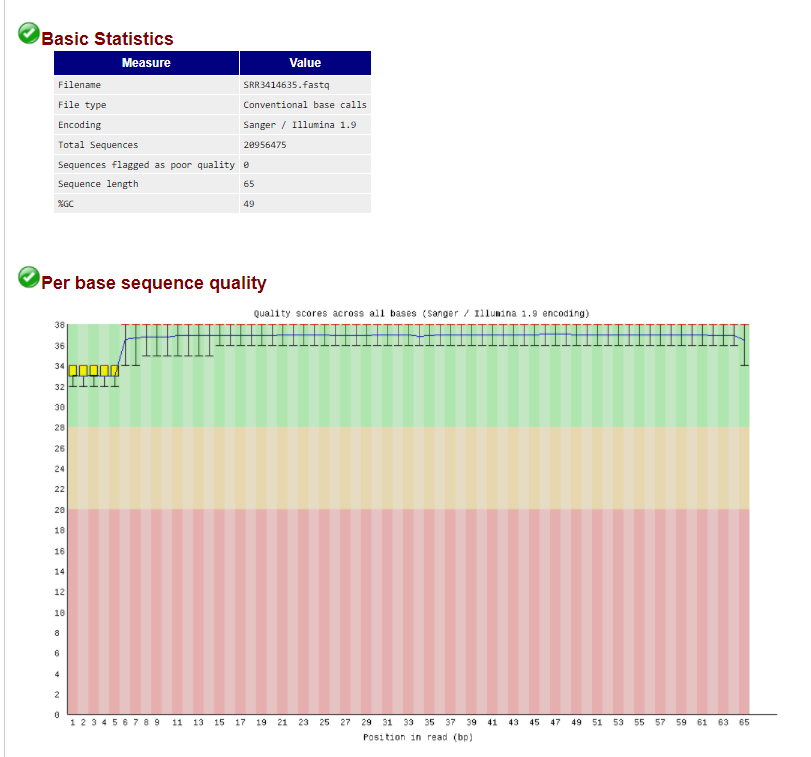 Basic Statistics
Measure Value
Filename SRR3414635.fastq
File type Conventional base calls
Encoding Sanger / Illumina 1.9
Total Sequences 20956475
Sequences flagged as poor quality 0
Sequence length 65
%GC 49
Per base sequence quality
Quality scores across all bases (Sanger / Illumina 1.9 encoding)
38
36
34
32
30
28
26
24
22
20
18
16
14
12
10
8
6
4
2
0
1 2 3 4 5 6 7 8 9 11 13 15 17 19 21 23 25 27 29 31 33 35 37 39 41 43 45 47 49 51 53 55 57 59 61 63 65
Position in read (bp)